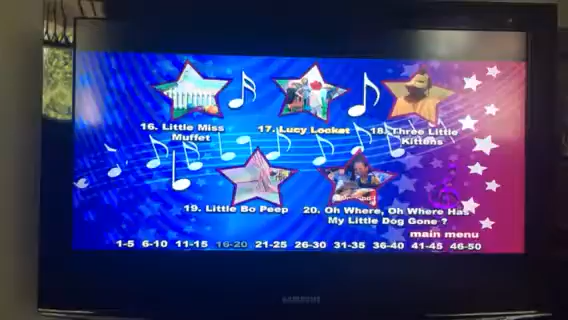 16. Little Miss
Muffet
17. Lucy Locket
18. Three Little
Kittens
19. Little Bo Peep
20. Oh Where, Oh Where Has
My Little Dog Gone ?
main menu
1-5 6-10 11-15 16-20 21-25 26-30 31-35 36-40 41-45 46-50
SAMSUNG